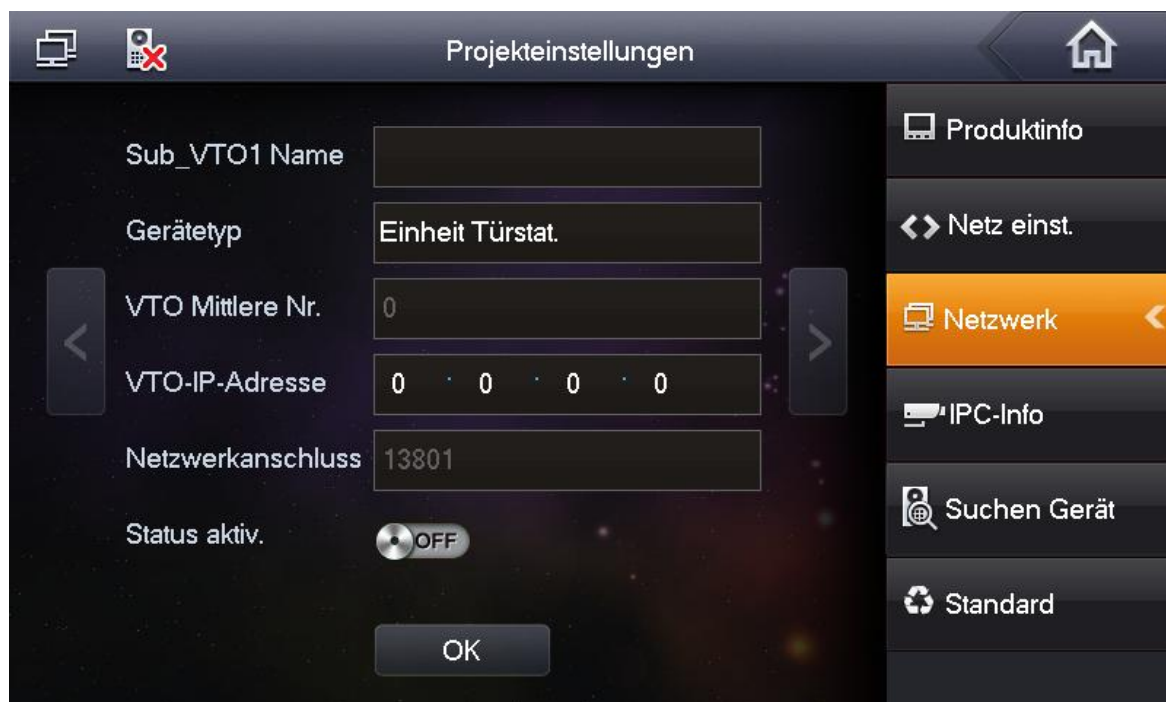 Projekteinstellungen
Sub_VTO1 Name
Gerätetyp Einheit Türstat.
VTO Mittlere Nr. 0
VTO-IP-Adresse 0 . 0 . 0 . 0
Netzwerkanschluss 13801
Status aktiv. OFF
OK
Produktinfo
Netz einst.
Netzwerk
IPC-Info
Suchen Gerät
Standard